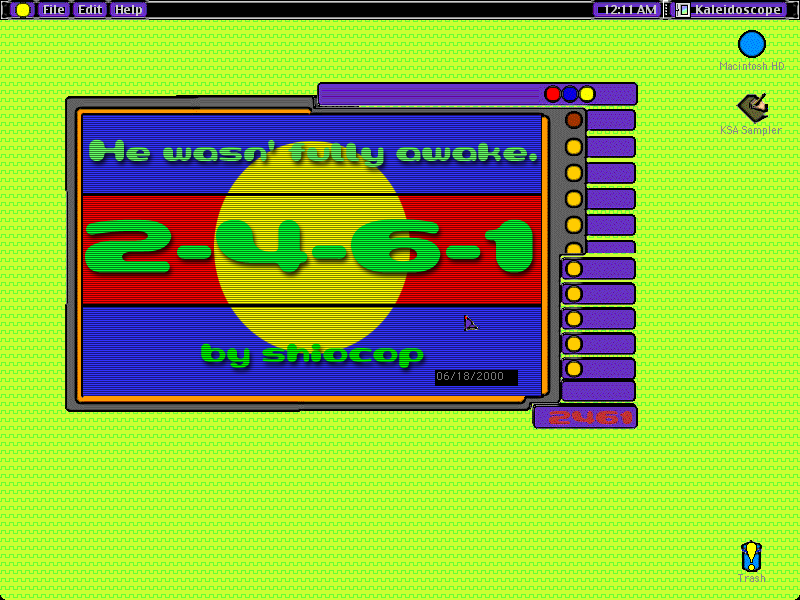 File Edit Help 12:11 AM Kaleidoscope
Macintosh HD
KSA Sampler
He wasn' fully awake.
2-4-6-1
by shiocop
06/18/2000
2461
Trash